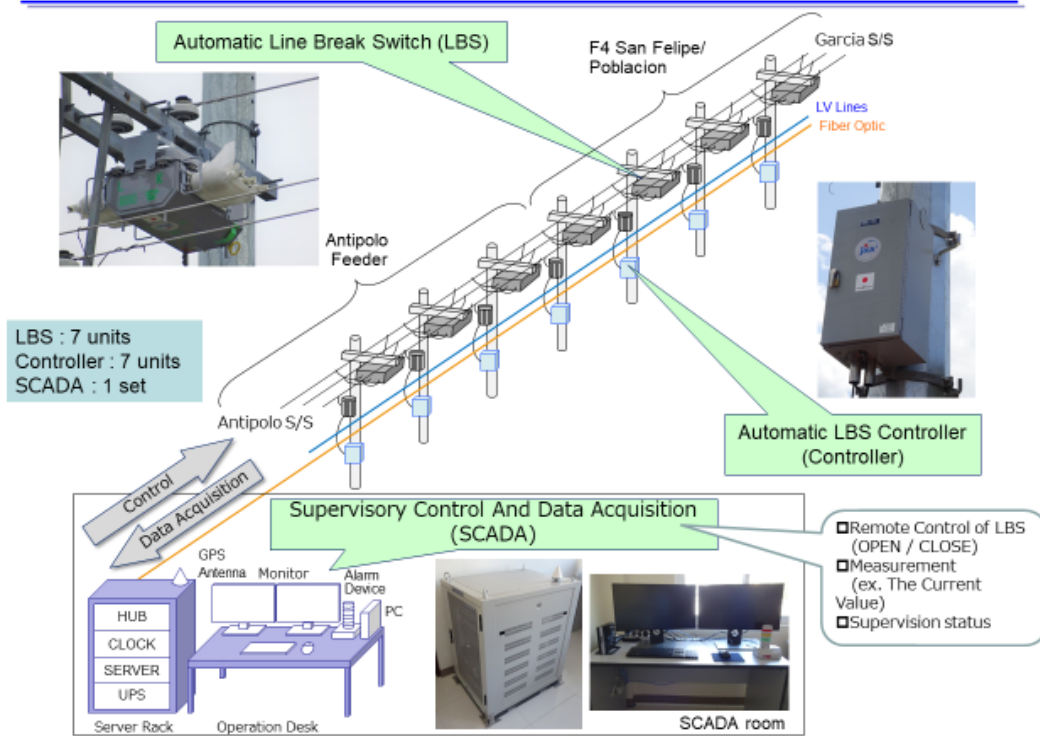 Automatic Line Break Switch (LBS)
F4 San Felipe/
Poblacion
Garcia S/S
LV Lines
Fiber Optic
Antipolo
Feeder
LBS : 7 units
Controller : 7 units
SCADA : 1 set
Antipolo S/S
Automatic LBS Controller
(Controller)
Control
Data Acquisition
Supervisory Control And Data Acquisition
(SCADA)
Remote Control of LBS
(OPEN / CLOSE)
Measurement
(ex. The Current
Value)
Supervision status
GPS
Antenna
Monitor
Alarm
Device
PC
HUB
CLOCK
SERVER
UPS
Server Rack
Operation Desk
SCADA room